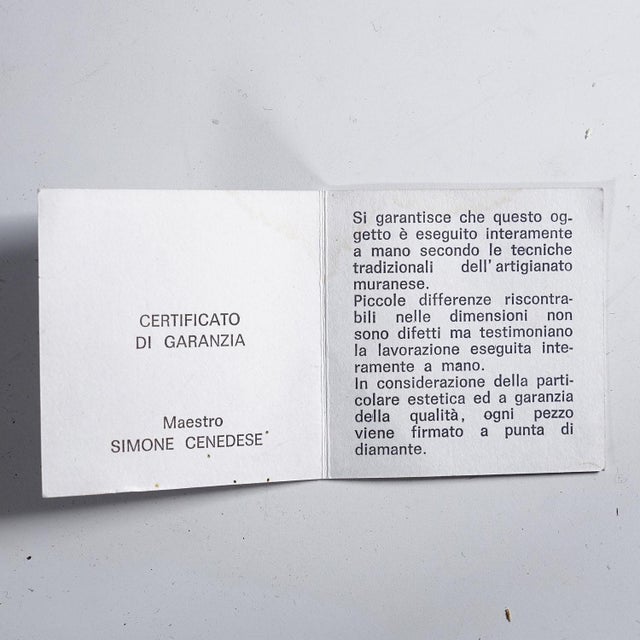 CERTIFICATO
DI GARANZIA
Maestro
SIMONE CENEDESE
Si garantisce che questo og-
getto è eseguito interamente
a mano secondo le tecniche
tradizionali dell'artigianato
muranese.
Piccole differenze riscontra-
bili nelle dimensioni non
sono difetti ma testimoniano
la lavorazione eseguita inte-
ramente a mano.
In considerazione della parti-
colare estetica ed a garanzia
della qualità, ogni pezzo
viene firmato a punta di
diamante.